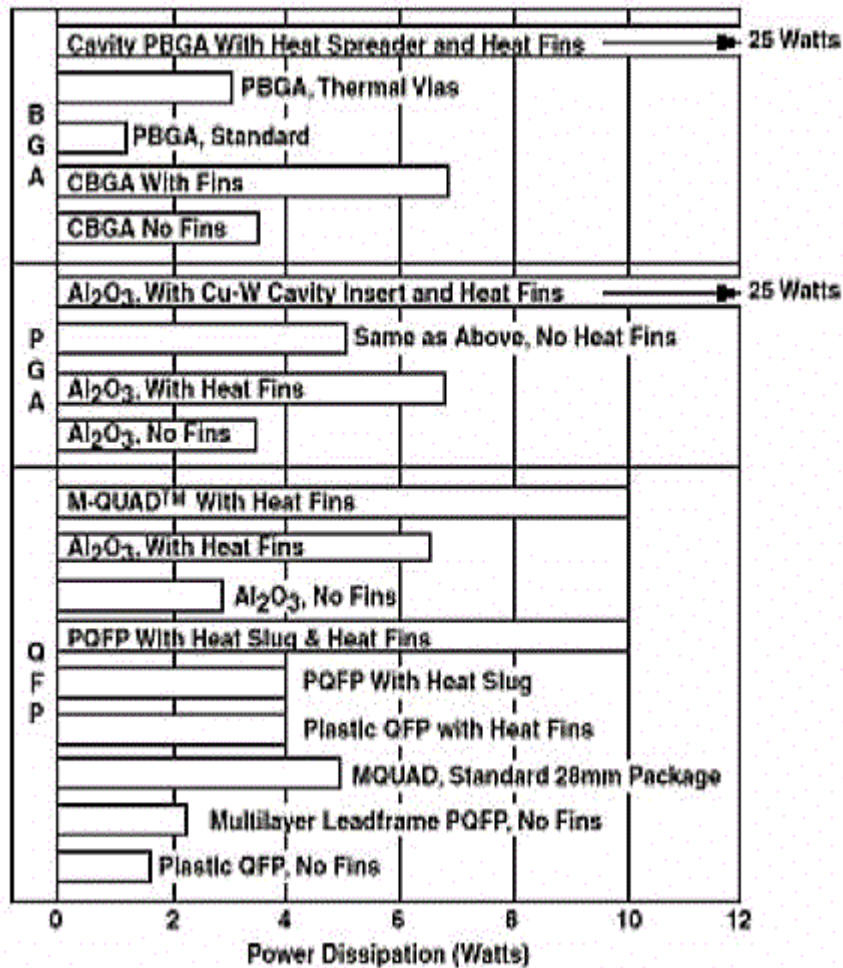 Cavity PBGA With Heat Spreader and Heat Fins 25 Watts
PBGA, Thermal Vias
PBGA, Standard
CBGA With Fins
CBGA No Fins
BGA
Al₂O₃, With Cu-W Cavity Insert and Heat Fins 25 Watts
Same as Above, No Heat Fins
Al₂O₃, With Heat Fins
Al₂O₃, No Fins
PGA
M-QUAD™ With Heat Fins
Al₂O₃, With Heat Fins
Al₂O₃, No Fins
PQFP With Heat Slug & Heat Fins
PQFP With Heat Slug
Plastic QFP with Heat Fins
MQUAD, Standard 28mm Package
Multilayer Leadframe PQFP, No Fins
Plastic QFP, No Fins
QFP
0 2 4 6 8 10 12
Power Dissipation (Watts)